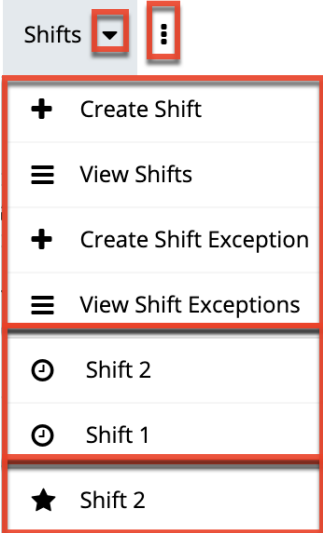 Shifts
Create Shift
View Shifts
Create Shift Exception
View Shift Exceptions
Shift 2
Shift 1
Shift 2